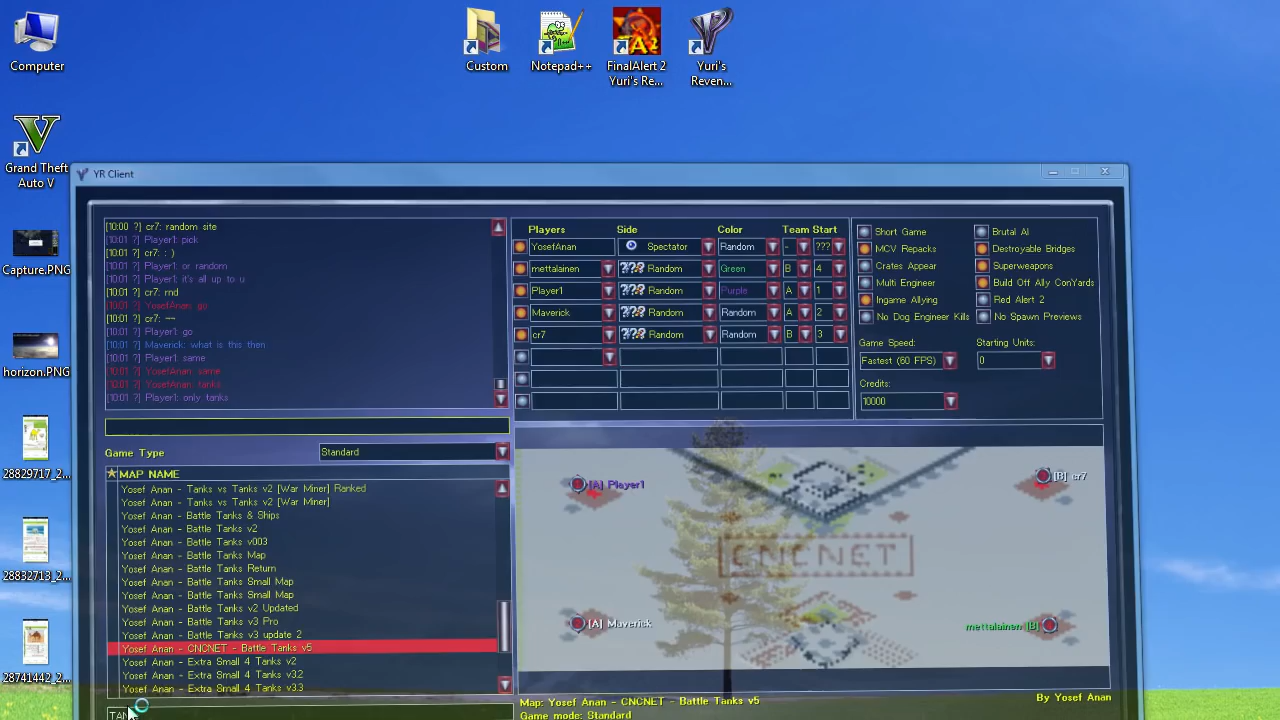 Computer
Custom
Notepad++
FinalAlert 2
Yuri's Re...
Yuri's
Reven...
Grand Theft
Auto V
Capture.PNG
horizon.PNG
28829717_2...
28832713_2...
28741442_2...
YR Client
[10:00 ?] cr7: random site
[10:01 ?] Player1: pick
[10:01 ?] cr7: : )
[10:01 ?] Player1: or random
[10:01 ?] Player1: it's all up to u
[10:01 ?] cr7: rnd
[10:01 ?] YosefAnan: go
[10:01 ?] cr7: ~~
[10:01 ?] Player1: go
[10:01 ?] Maverick: what is this then
[10:01 ?] Player1: same
[10:01 ?] YosefAnan: same
[10:01 ?] YosefAnan: tanks
[10:01 ?] Player1: only tanks
Players Side Color Team Start
YosefAnan Spectator Random - ???
mettalainen ??? Random Green B 4
Player1 ??? Random Purple A 1
Maverick ??? Random Random A 2
cr7 ??? Random Random B 3
Short Game Brutal AI
MCV Repacks Destroyable Bridges
Crates Appear Superweapons
Multi Engineer Build Off Ally ConYards
Ingame Allying Red Alert 2
No Dog Engineer Kills No Spawn Previews
Game Speed: Starting Units:
Fastest (60 FPS) 0
Credits:
10000
Game Type Standard
MAP NAME
Yosef Anan - Tanks vs Tanks v2 [War Miner] Ranked
Yosef Anan - Tanks vs Tanks v2 [War Miner]
Yosef Anan - Battle Tanks & Ships
Yosef Anan - Battle Tanks v2
Yosef Anan - Battle Tanks v003
Yosef Anan - Battle Tanks Map
Yosef Anan - Battle Tanks Return
Yosef Anan - Battle Tanks Small Map
Yosef Anan - Battle Tanks Small Map
Yosef Anan - Battle Tanks v2 Updated
Yosef Anan - Battle Tanks v3 Pro
Yosef Anan - Battle Tanks v3 update 2
Yosef Anan - CNCNET - Battle Tanks v5
Yosef Anan - Extra Small 4 Tanks v2
Yosef Anan - Extra Small 4 Tanks v3.2
Yosef Anan - Extra Small 4 Tanks v3.3
TAN
[A] Player1
[B] cr7
CNCNET
[A] Maverick
mettalainen [B]
Map: Yosef Anan - CNCNET - Battle Tanks v5
By Yosef Anan
Game mode: Standard